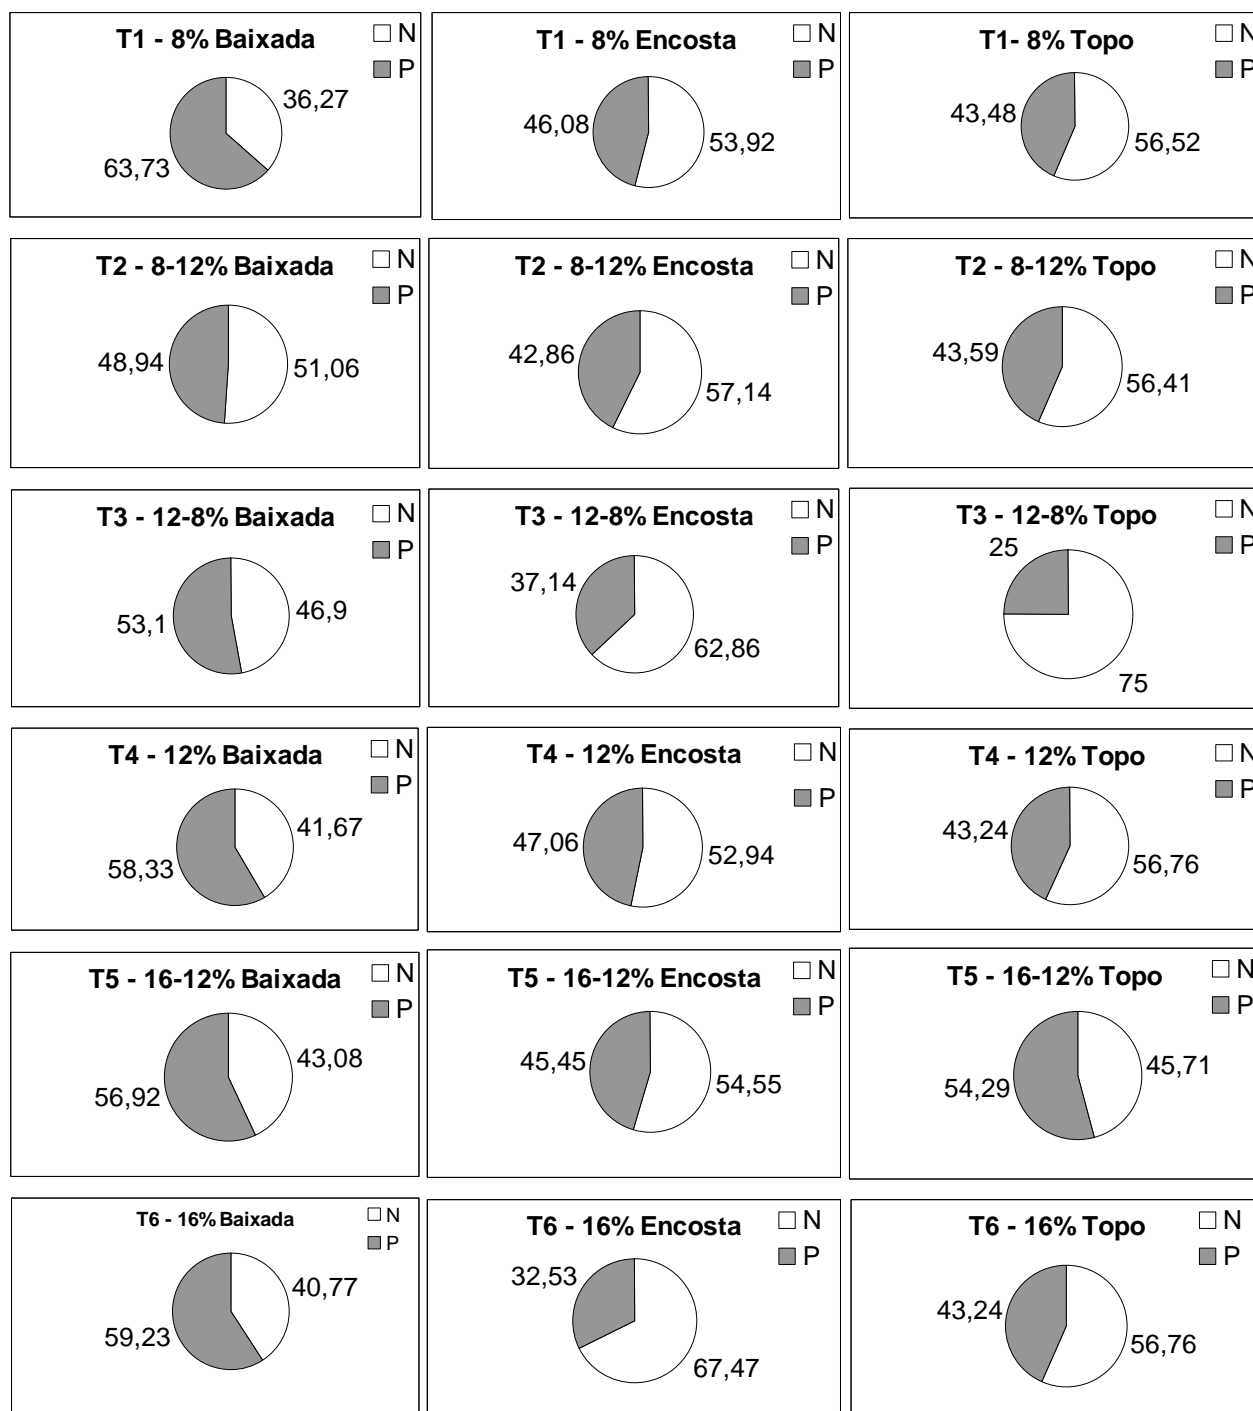 T1 - 8% Baixada
N
P
36,27
63,73
T1 - 8% Encosta
N
P
46,08
53,92
T1- 8% Topo
N
P
43,48
56,52
T2 - 8-12% Baixada
N
P
48,94
51,06
T2 - 8-12% Encosta
N
P
42,86
57,14
T2 - 8-12% Topo
N
P
43,59
56,41
T3 - 12-8% Baixada
N
P
53,1
46,9
T3 - 12-8% Encosta
N
P
37,14
62,86
T3 - 12-8% Topo
N
P
25
75
T4 - 12% Baixada
N
P
41,67
58,33
T4 - 12% Encosta
N
P
47,06
52,94
T4 - 12% Topo
N
P
43,24
56,76
T5 - 16-12% Baixada
N
P
43,08
56,92
T5 - 16-12% Encosta
N
P
45,45
54,55
T5 - 16-12% Topo
N
P
45,71
54,29
T6 - 16% Baixada
N
P
40,77
59,23
T6 - 16% Encosta
N
P
32,53
67,47
T6 - 16% Topo
N
P
43,24
56,76